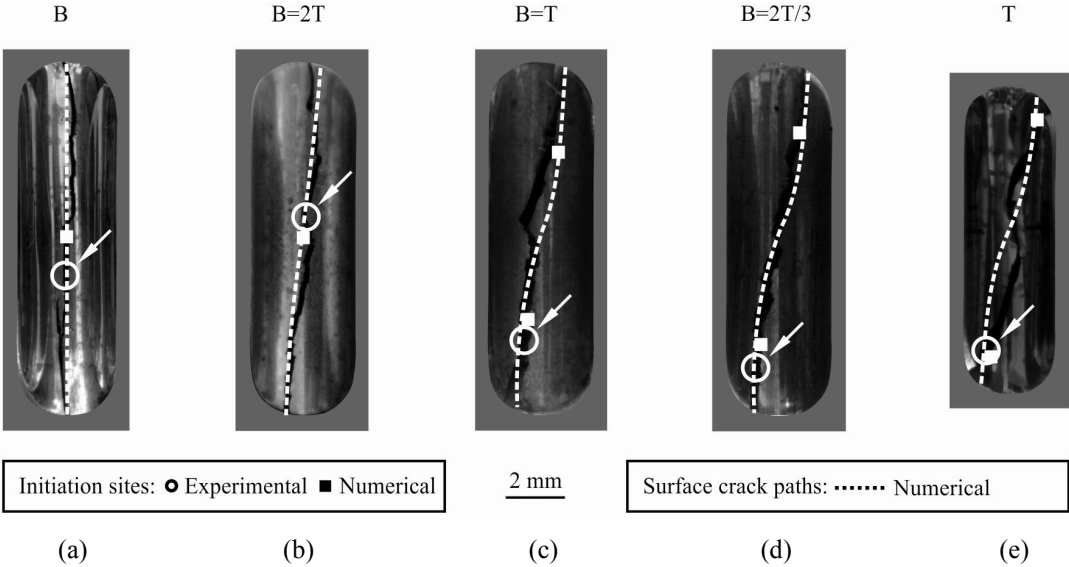 B B=2T B=T B=2T/3 T
Initiation sites: Experimental Numerical
2 mm
Surface crack paths: Numerical
(a) (b) (c) (d) (e)